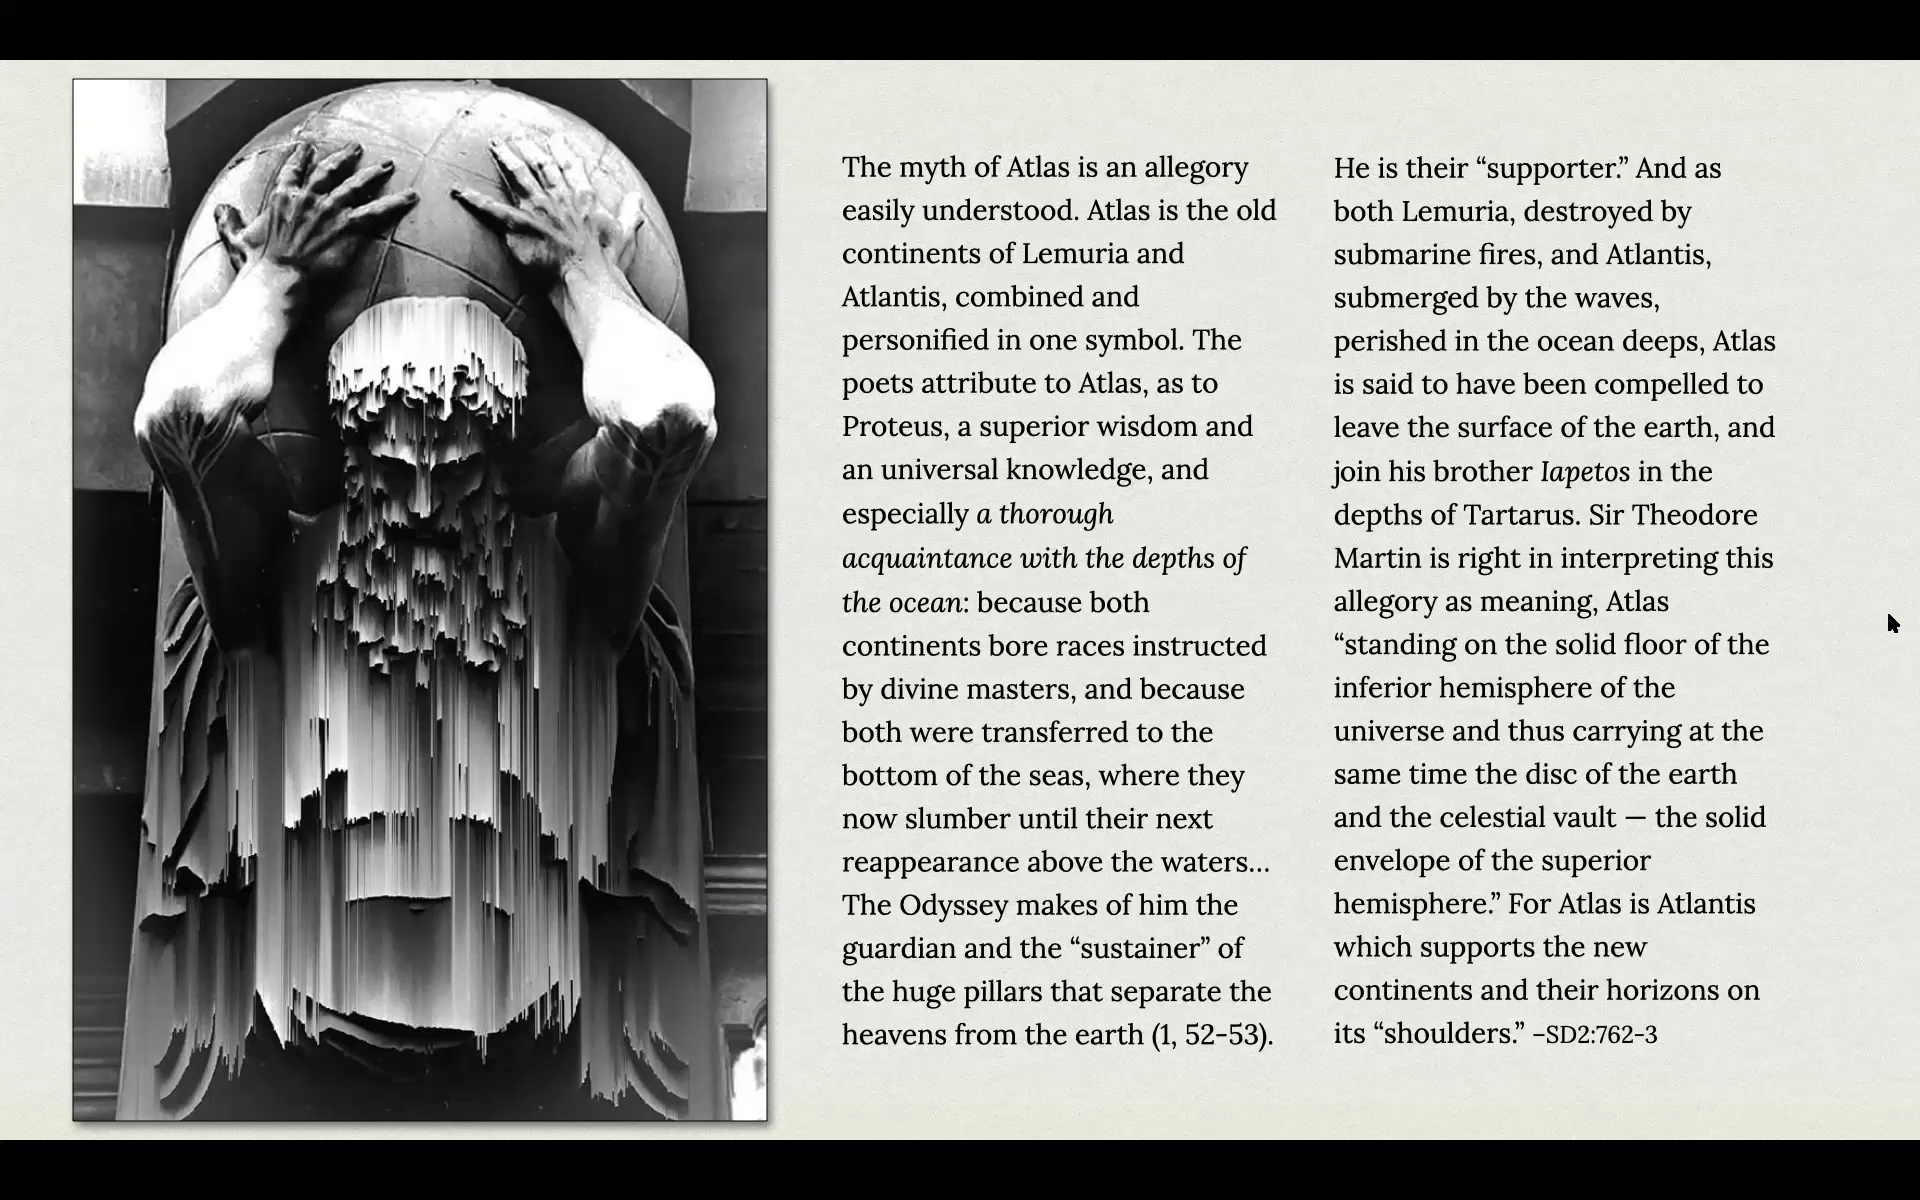 The myth of Atlas is an allegory
easily understood. Atlas is the old
continents of Lemuria and
Atlantis, combined and
personified in one symbol. The
poets attribute to Atlas, as to
Proteus, a superior wisdom and
an universal knowledge, and
especially a thorough
acquaintance with the depths of
the ocean: because both
continents bore races instructed
by divine masters, and because
both were transferred to the
bottom of the seas, where they
now slumber until their next
reappearance above the waters...
The Odyssey makes of him the
guardian and the “sustainer” of
the huge pillars that separate the
heavens from the earth (1, 52-53).
He is their “supporter.” And as
both Lemuria, destroyed by
submarine fires, and Atlantis,
submerged by the waves,
perished in the ocean deeps, Atlas
is said to have been compelled to
leave the surface of the earth, and
join his brother Iapetos in the
depths of Tartarus. Sir Theodore
Martin is right in interpreting this
allegory as meaning, Atlas
“standing on the solid floor of the
inferior hemisphere of the
universe and thus carrying at the
same time the disc of the earth
and the celestial vault — the solid
envelope of the superior
hemisphere.” For Atlas is Atlantis
which supports the new
continents and their horizons on
its “shoulders.” –SD2:762-3